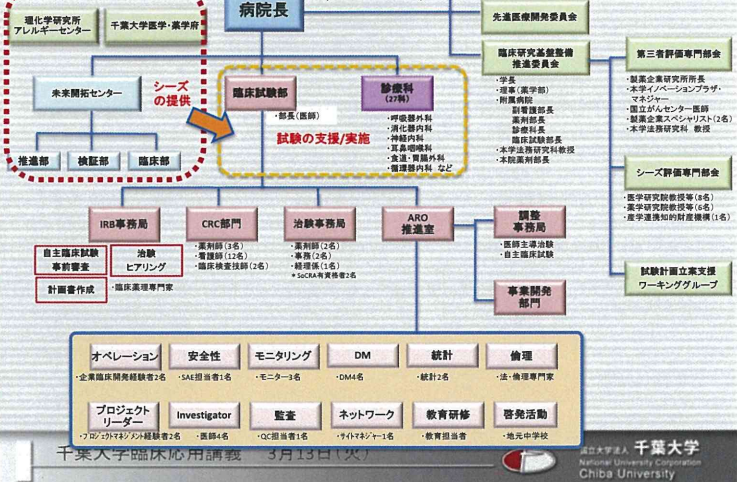 病院長
理化学研究所
アレルギーセンター
千葉大学医学・薬学府
先進医療開発委員会
臨床研究基盤整備
推進委員会
・学長
・理事(薬学部)
・附属病院
副看護部長
薬剤部長
診療科長
臨床試験部長
・本学法務研究科教授
・本院薬剤部長
第三者評価専門部会
・製薬企業研究所所長
・本学イノベーションプラザ・
マネジャー
・国立がんセンター医師
・製薬企業スペシャリスト(2名)
・本学法務研究科 教授
未来開拓センター
シーズ
の提供
臨床試験部
・部長(医師)
診療科
(27科)
・呼吸器外科
・消化器内科
・神経内科
・耳鼻咽喉科
・食道・胃腸外科
・循環器内科 など
試験の支援/実施
推進部
検証部
臨床部
シーズ評価専門部会
・医学研究院教授等(8名)
・薬学研究院教授等(6名)
・産学連携知的財産機構(1名)
IRB事務局
CRC部門
・薬剤師(3名)
・看護師(12名)
・臨床検査技師(2名)
治験事務局
・薬剤師(2名)
・事務(2名)
・経理係(1名)
*SoCRA有資格者2名
ARO
推進室
調整
事務局
・医師主導治験
・自主臨床試験
自主臨床試験
事前審査
治験
ヒアリング
計画書作成
・臨床薬理専門家
事業開発
部門
試験計画立案支援
ワーキンググループ
オペレーション
・企業臨床開発経験者2名
安全性
・SAE担当者1名
モニタリング
・モニター3名
DM
・DM4名
統計
・統計2名
倫理
・法・倫理専門家
プロジェクト
リーダー
・プロジェクトマネジメント経験者2名
Investigator
・医師4名
監査
・QC担当者1名
ネットワーク
・サイトマネジャー1名
教育研修
・教育担当者
啓発活動
・地元中学校
千葉大学臨床応用講義 3月13日(火)
国立大学法人 千葉大学
National University Corporation
Chiba University